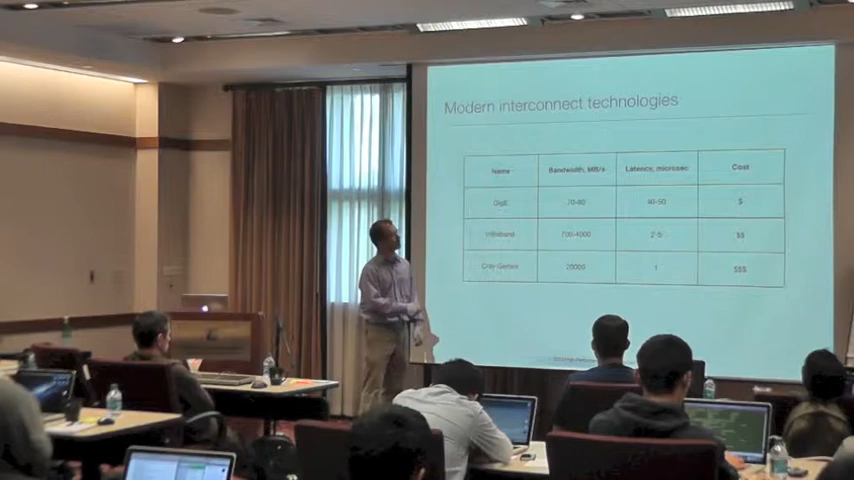 Modern interconnect technologies
Name Bandwidth, MB/s Latency, microsec Cost
GigE 70-80 40-50 $
Infiniband 700-4000 2-5 $$
Cray Gemini 20000 1 $$$